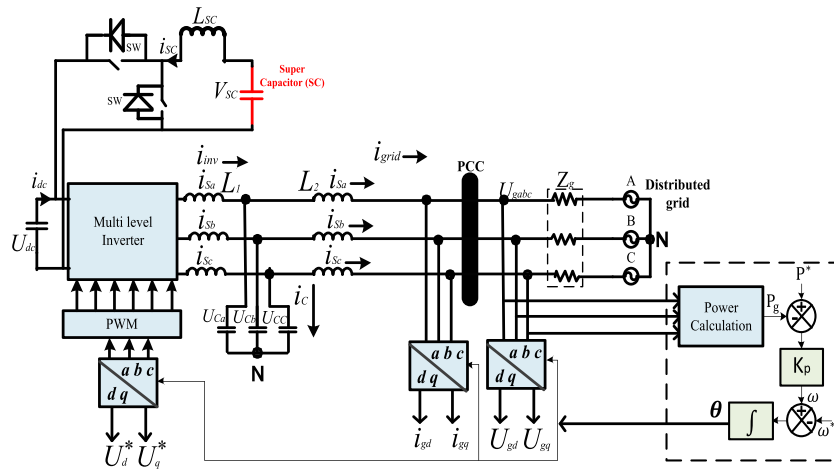 L_SC
SW
i_SC
Super
Capacitor (SC)
V_SC
SW
i_dc
U_dc
Multi level
Inverter
i_inv
i_Sa L_1
L_2 i_Sa
i_grid
PCC
U_gabc
Z_g
A
Distributed
grid
i_Sb
i_Sb
B
N
i_Sc
i_Sc
C
i_C
P*
PWM
U_Ca U_Cb U_CC
N
Power
Calculation
P_g
+
-
K_p
a b c
d q
a b c
d q
a b c
d q
ω
θ
∫
+
-
ω*
U_d* U_q*
i_gd i_gq
U_gd U_gq